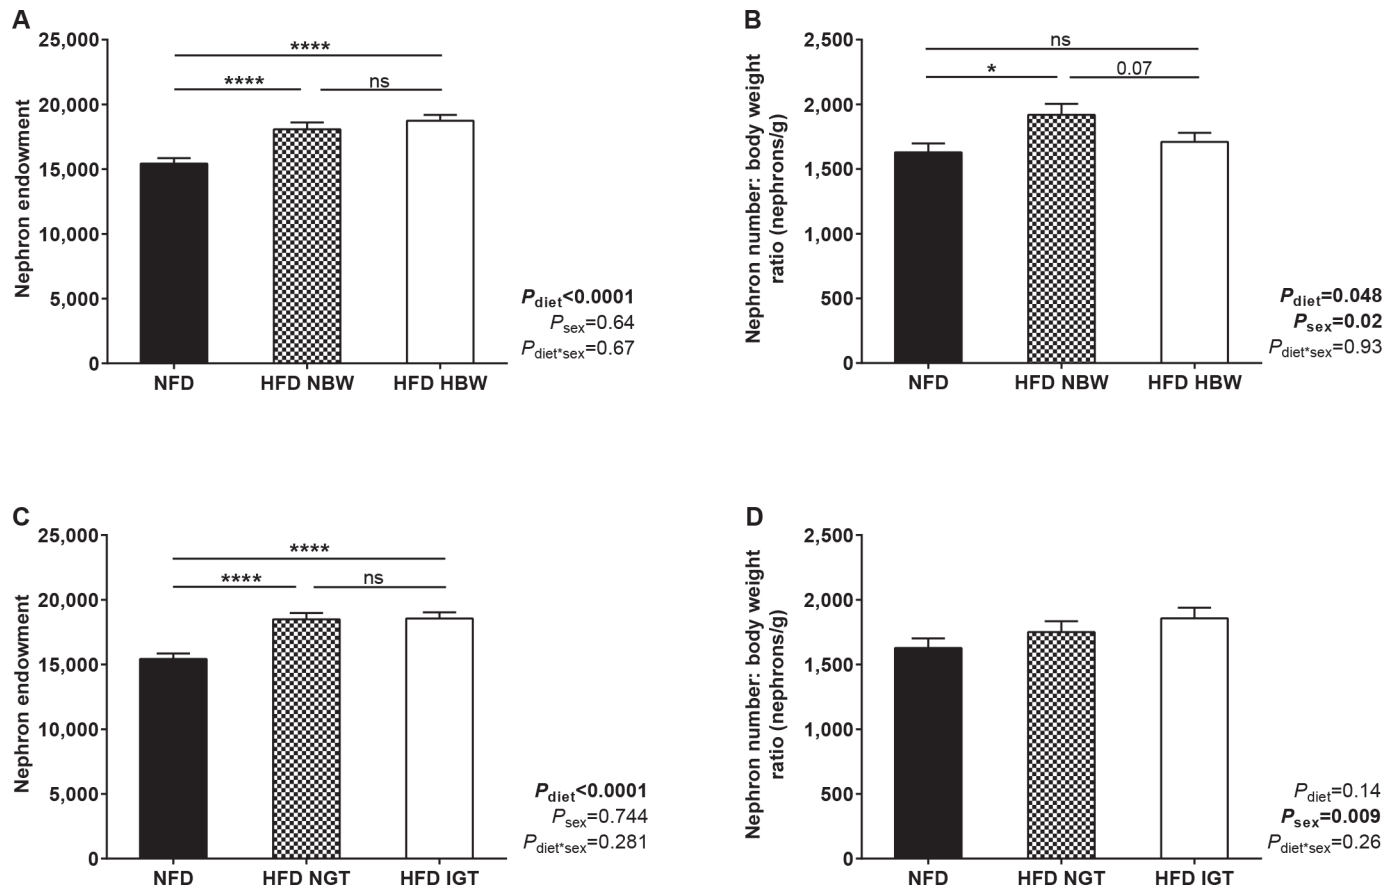 A
Nephron endowment
25,000
20,000
15,000
10,000
5,000
0
****
****
ns
NFD
HFD NBW
HFD HBW
Pdiet<0.0001
Psex=0.64
Pdiet*sex=0.67
B
Nephron number: body weight
ratio (nephrons/g)
2,500
2,000
1,500
1,000
500
0
ns
*
0.07
NFD
HFD NBW
HFD HBW
Pdiet=0.048
Psex=0.02
Pdiet*sex=0.93
C
Nephron endowment
25,000
20,000
15,000
10,000
5,000
0
****
****
ns
NFD
HFD NGT
HFD IGT
Pdiet<0.0001
Psex=0.744
Pdiet*sex=0.281
D
Nephron number: body weight
ratio (nephrons/g)
2,500
2,000
1,500
1,000
500
0
NFD
HFD NGT
HFD IGT
Pdiet=0.14
Psex=0.009
Pdiet*sex=0.26